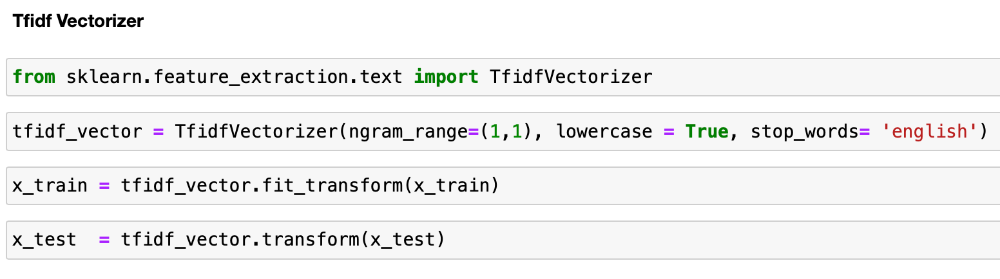 Tfidf Vectorizer
from sklearn.feature_extraction.text import TfidfVectorizer
tfidf_vector = TfidfVectorizer(ngram_range=(1,1), lowercase = True, stop_words= 'english')
x_train = tfidf_vector.fit_transform(x_train)
x_test  = tfidf_vector.transform(x_test)